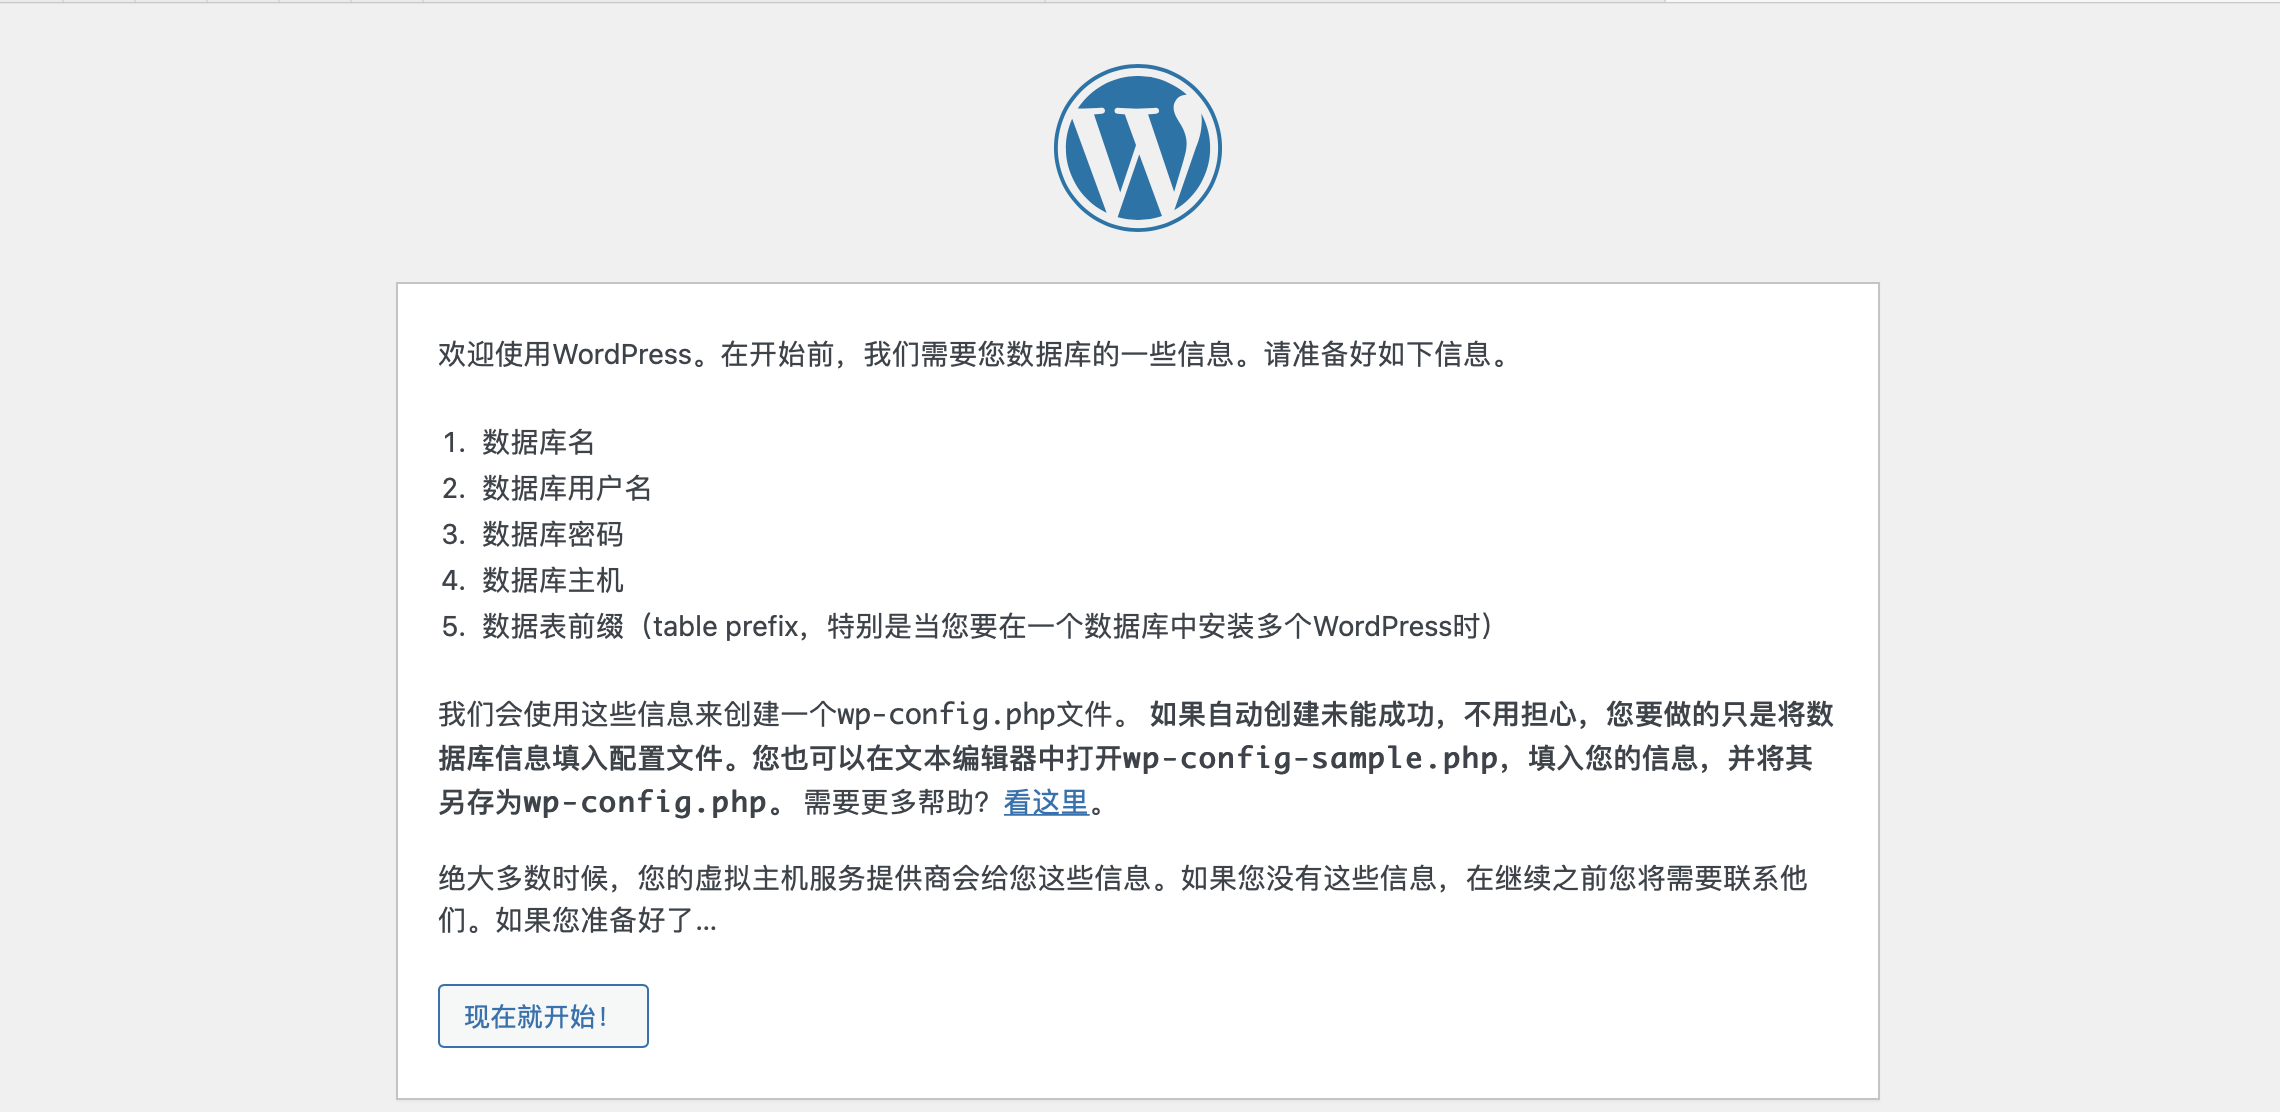 欢迎使用WordPress。在开始前，我们需要您数据库的一些信息。请准备好如下信息。
1. 数据库名
2. 数据库用户名
3. 数据库密码
4. 数据库主机
5. 数据表前缀（table prefix，特别是当您要在一个数据库中安装多个WordPress时）
我们会使用这些信息来创建一个wp-config.php文件。 如果自动创建未能成功，不用担心，您要做的只是将数
据库信息填入配置文件。您也可以在文本编辑器中打开wp-config-sample.php，填入您的信息，并将其
另存为wp-config.php。 需要更多帮助？看这里。
绝大多数时候，您的虚拟主机服务提供商会给您这些信息。如果您没有这些信息，在继续之前您将需要联系他
们。如果您准备好了...
现在就开始！